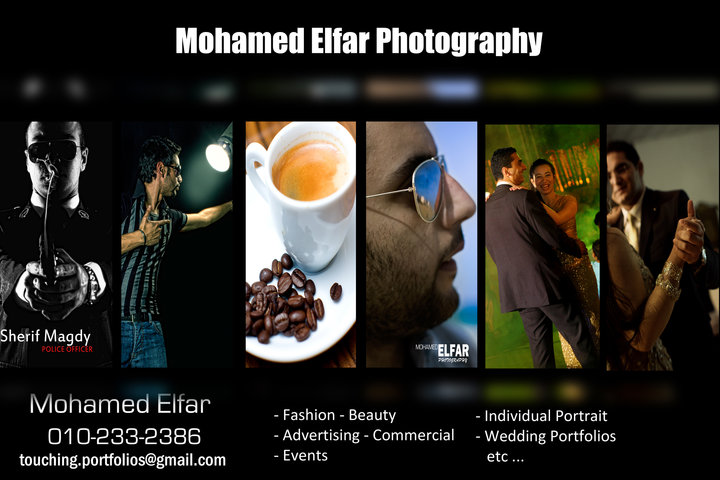 Mohamed Elfar Photography
Sherif Magdy
POLICE OFFICER
MOHAMED ELFAR
PHOTOGRAPHY
Mohamed Elfar
010-233-2386
touching.portfolios@gmail.com
- Fashion - Beauty
- Advertising - Commercial
- Events
- Individual Portrait
- Wedding Portfolios
etc ...